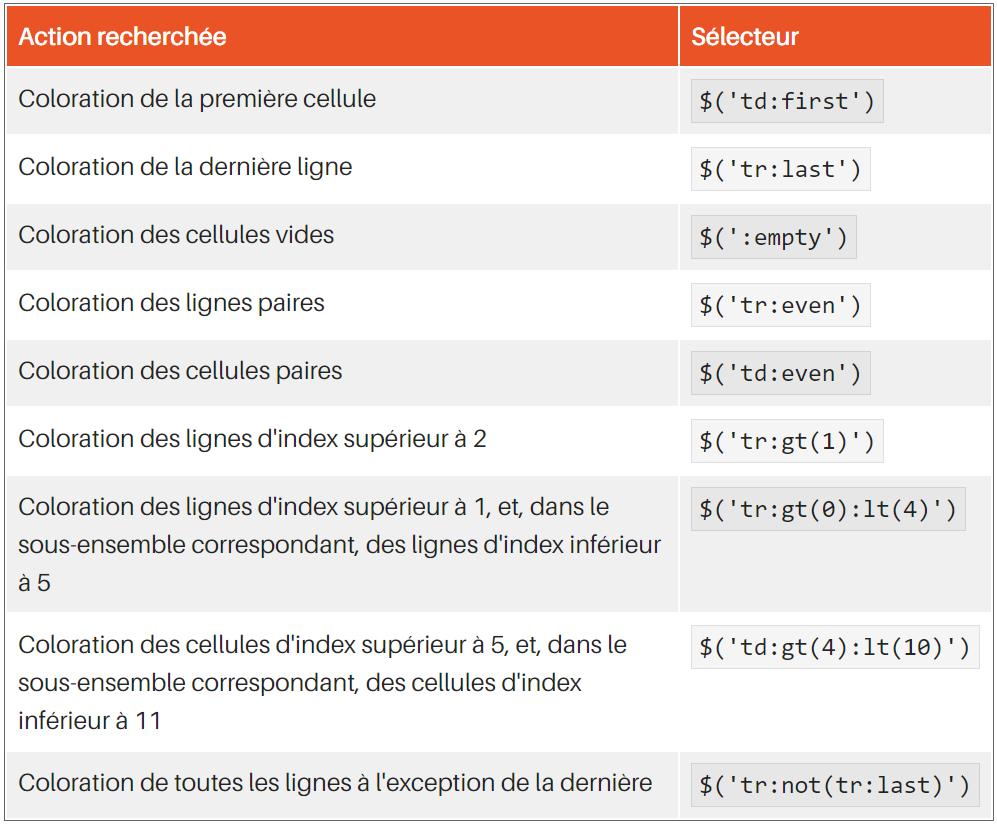 Action recherchée Sélecteur
Coloration de la première cellule $('td:first')
Coloration de la dernière ligne $('tr:last')
Coloration des cellules vides $(':empty')
Coloration des lignes paires $('tr:even')
Coloration des cellules paires $('td:even')
Coloration des lignes d'index supérieur à 2 $('tr:gt(1)')
Coloration des lignes d'index supérieur à 1, et, dans le $('tr:gt(0):lt(4)')
sous-ensemble correspondant, des lignes d'index inférieur
à 5
Coloration des cellules d'index supérieur à 5, et, dans le $('td:gt(4):lt(10)')
sous-ensemble correspondant, des cellules d'index
inférieur à 11
Coloration de toutes les lignes à l'exception de la dernière $('tr:not(tr:last)')